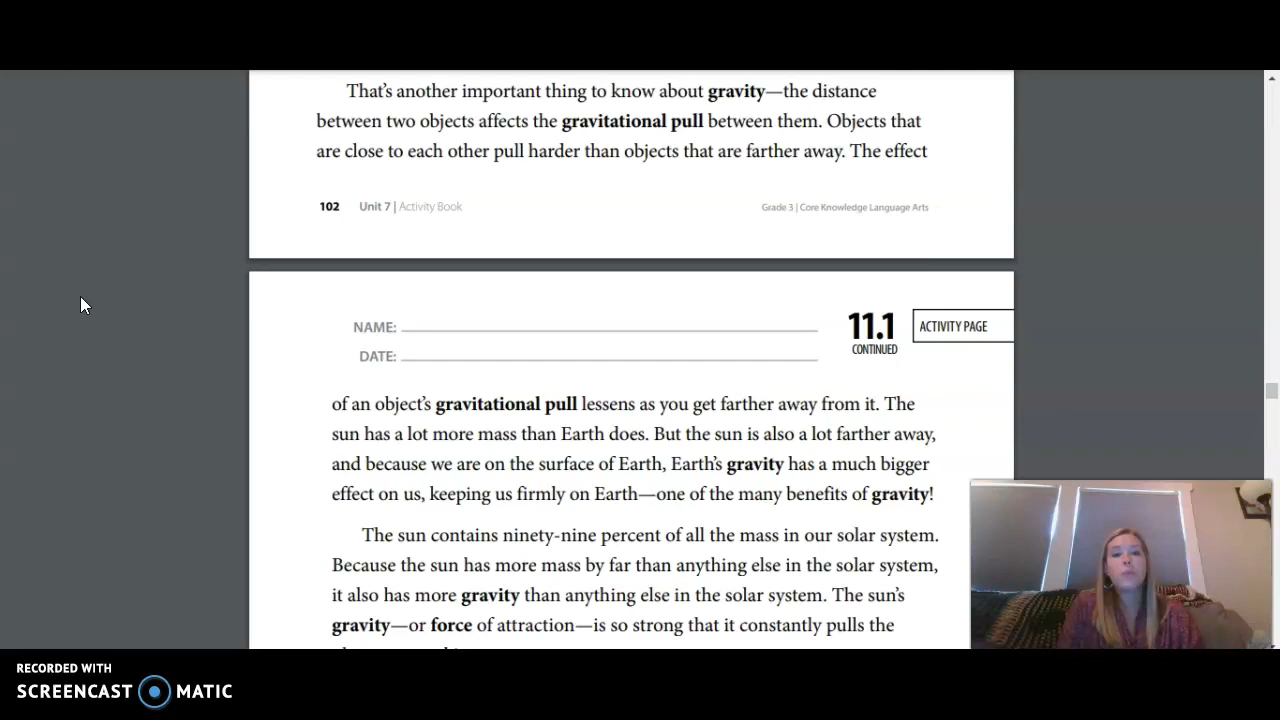 That's another important thing to know about gravity—the distance
between two objects affects the gravitational pull between them. Objects that
are close to each other pull harder than objects that are farther away. The effect
102 Unit 7 | Activity Book Grade 3 | Core Knowledge Language Arts
NAME:
DATE:
11.1
CONTINUED
ACTIVITY PAGE
of an object's gravitational pull lessens as you get farther away from it. The
sun has a lot more mass than Earth does. But the sun is also a lot farther away,
and because we are on the surface of Earth, Earth's gravity has a much bigger
effect on us, keeping us firmly on Earth—one of the many benefits of gravity!
The sun contains ninety-nine percent of all the mass in our solar system.
Because the sun has more mass by far than anything else in the solar system,
it also has more gravity than anything else in the solar system. The sun's
gravity—or force of attraction—is so strong that it constantly pulls the
RECORDED WITH
SCREENCAST MATIC